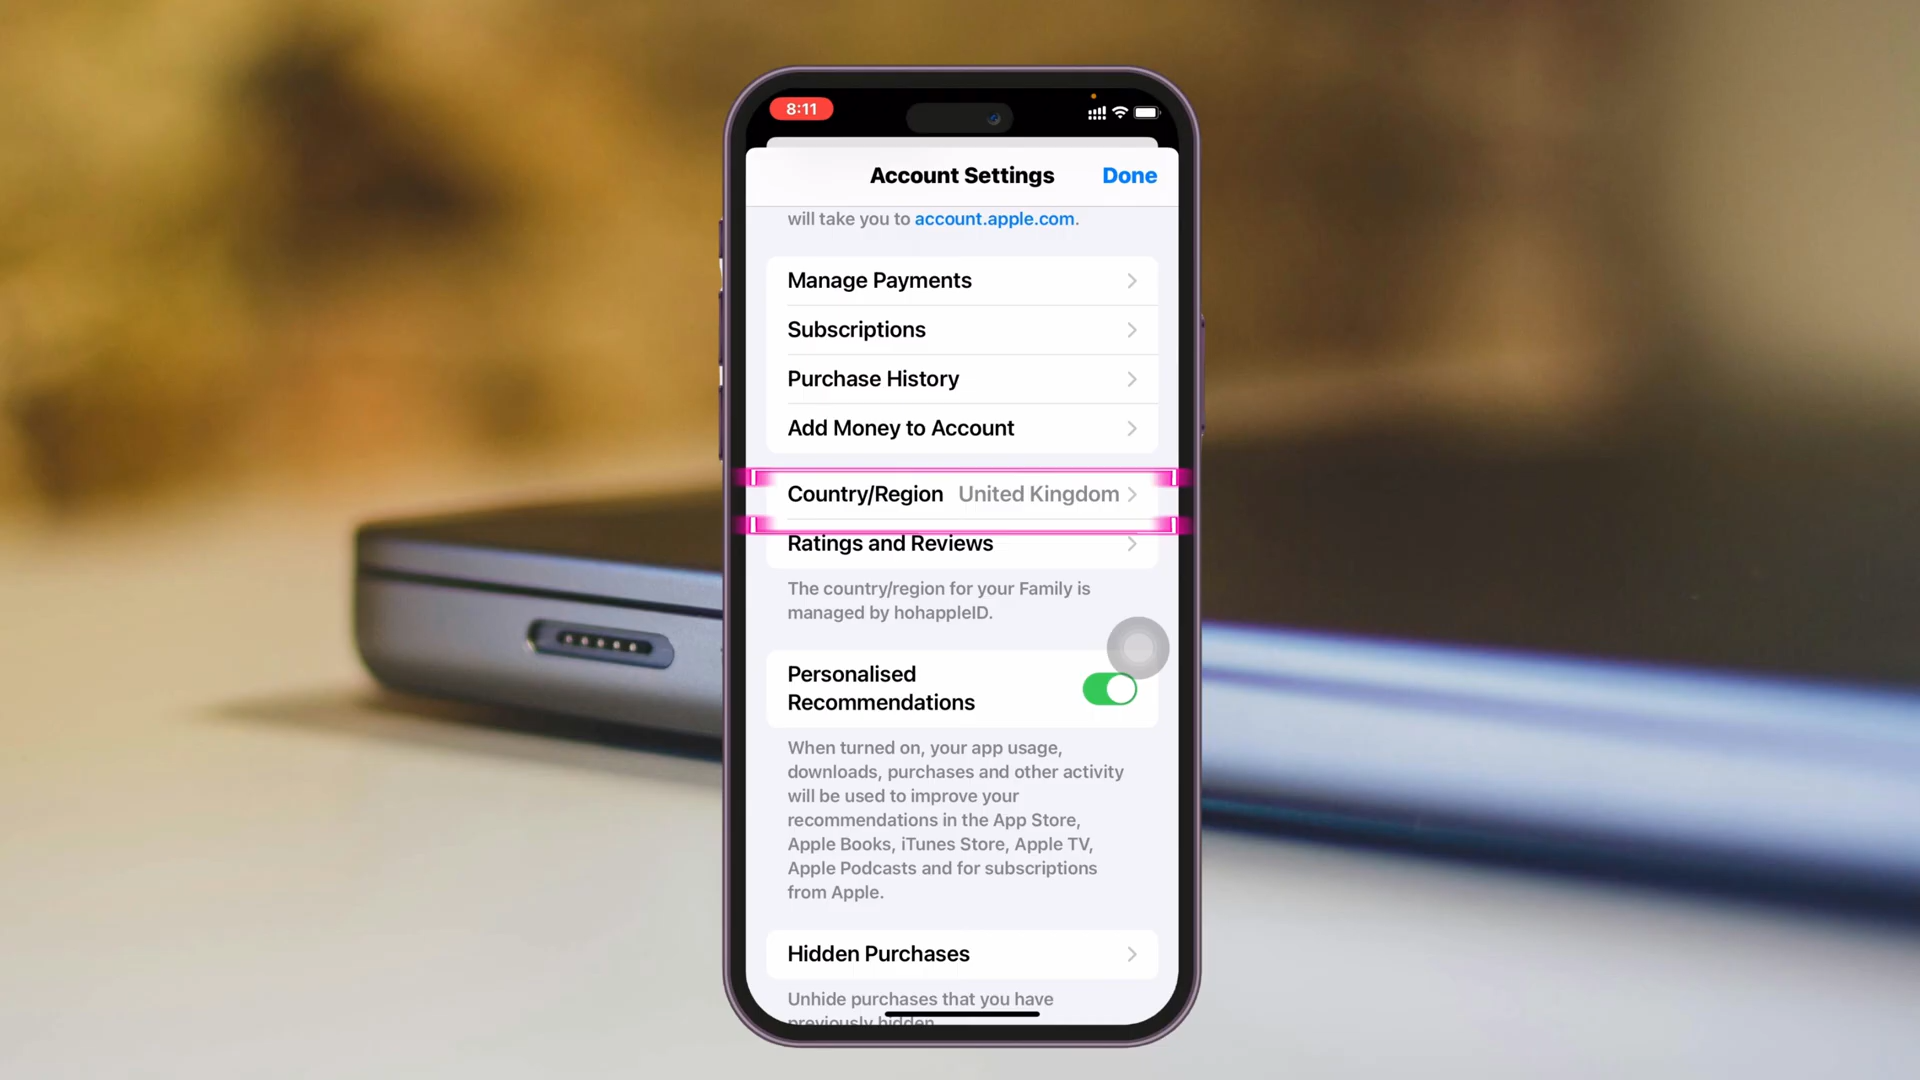 8:11
Account Settings
Done
will take you to account.apple.com.
Manage Payments
Subscriptions
Purchase History
Add Money to Account
Country/Region United Kingdom
Ratings and Reviews
The country/region for your Family is
managed by hohappleID.
Personalised
Recommendations
When turned on, your app usage,
downloads, purchases and other activity
will be used to improve your
recommendations in the App Store,
Apple Books, iTunes Store, Apple TV,
Apple Podcasts and for subscriptions
from Apple.
Hidden Purchases
Unhide purchases that you have
previously hidden.